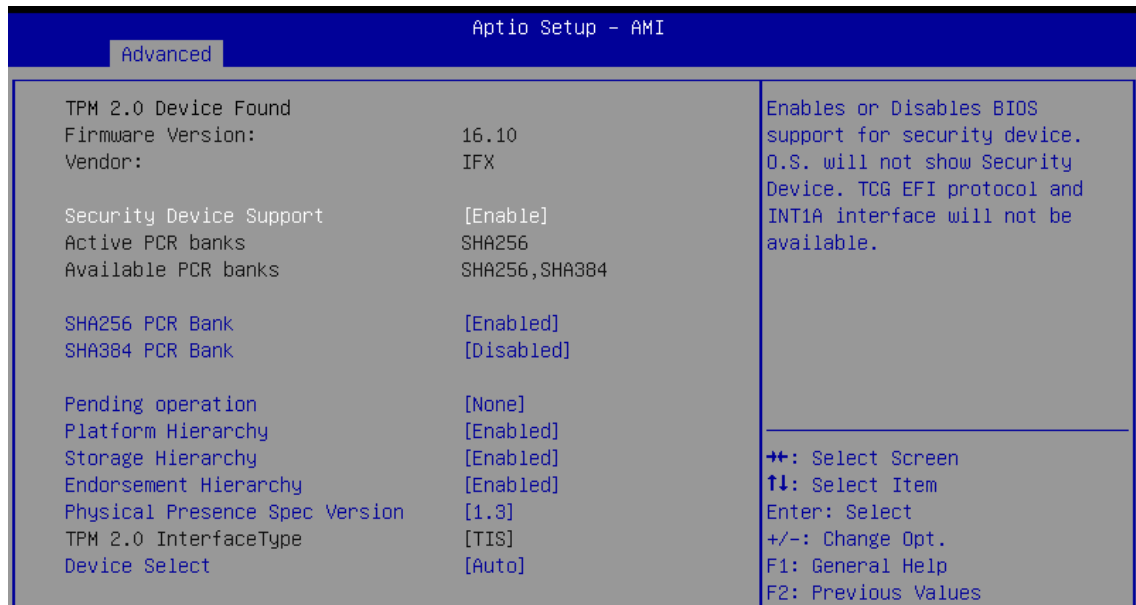 Aptio Setup – AMI
Advanced
TPM 2.0 Device Found
Firmware Version: 16.10
Vendor: IFX
Security Device Support [Enable]
Active PCR banks SHA256
Available PCR banks SHA256,SHA384
SHA256 PCR Bank [Enabled]
SHA384 PCR Bank [Disabled]
Pending operation [None]
Platform Hierarchy [Enabled]
Storage Hierarchy [Enabled]
Endorsement Hierarchy [Enabled]
Physical Presence Spec Version [1.3]
TPM 2.0 InterfaceType [TIS]
Device Select [Auto]
Enables or Disables BIOS
support for security device.
O.S. will not show Security
Device. TCG EFI protocol and
INT1A interface will not be
available.
→←: Select Screen
↑↓: Select Item
Enter: Select
+/-: Change Opt.
F1: General Help
F2: Previous Values